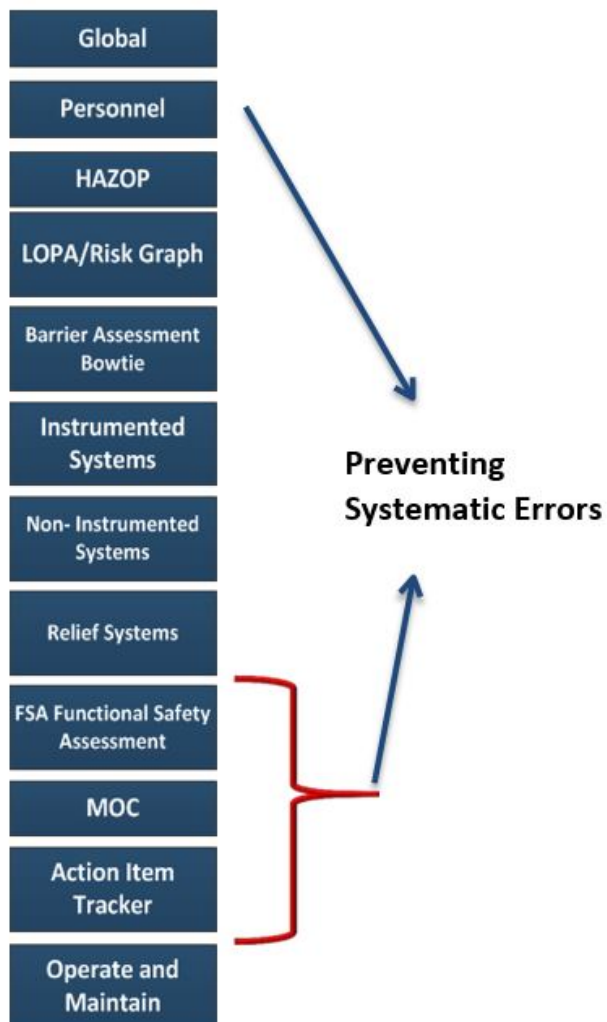 Global
Personnel
HAZOP
LOPA/Risk Graph
Barrier Assessment
Bowtie
Instrumented
Systems
Non- Instrumented
Systems
Relief Systems
FSA Functional Safety
Assessment
MOC
Action Item
Tracker
Operate and
Maintain
Preventing
Systematic Errors